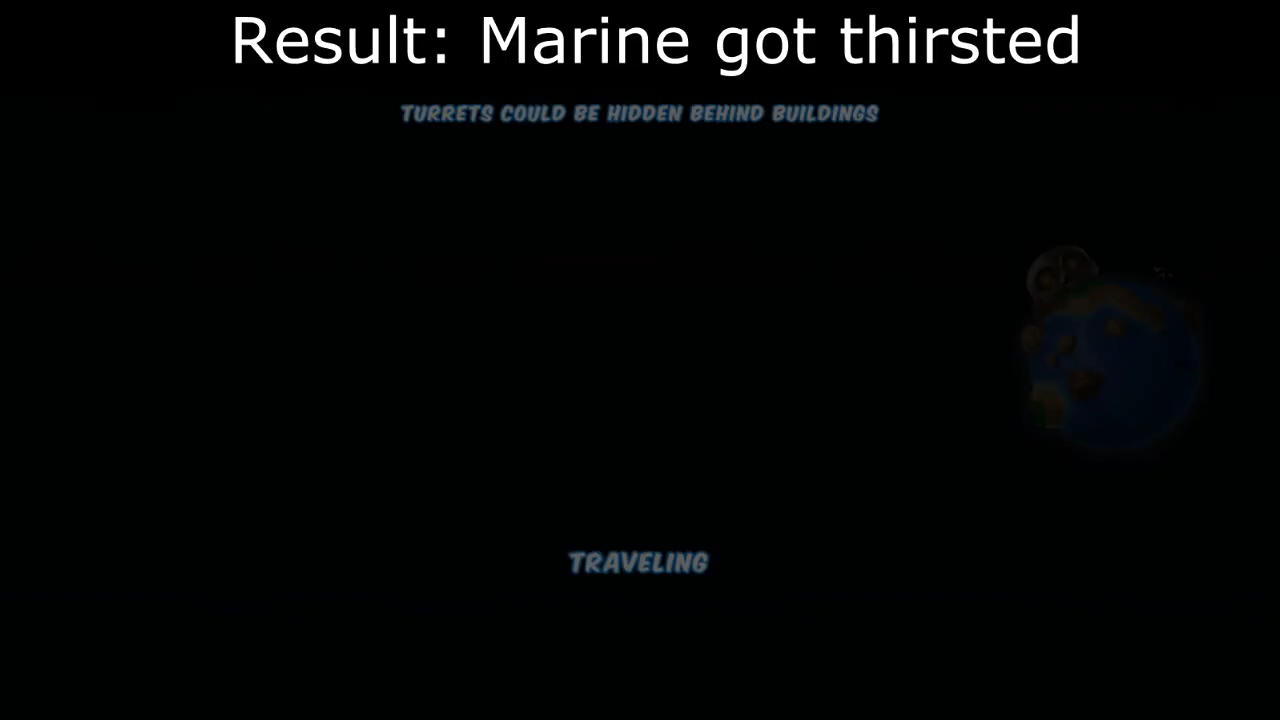 Result: Marine got thirsted
TURRETS COULD BE HIDDEN BEHIND BUILDINGS
TRAVELING